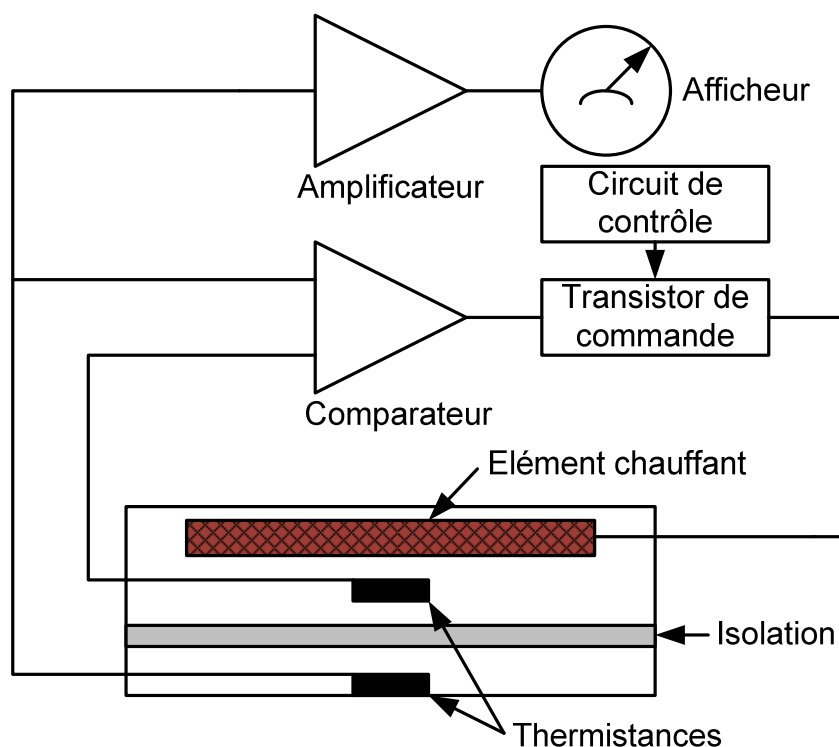 Afficheur
Amplificateur
Circuit de
contrôle
Transistor de
commande
Comparateur
Elément chauffant
Isolation
Thermistances